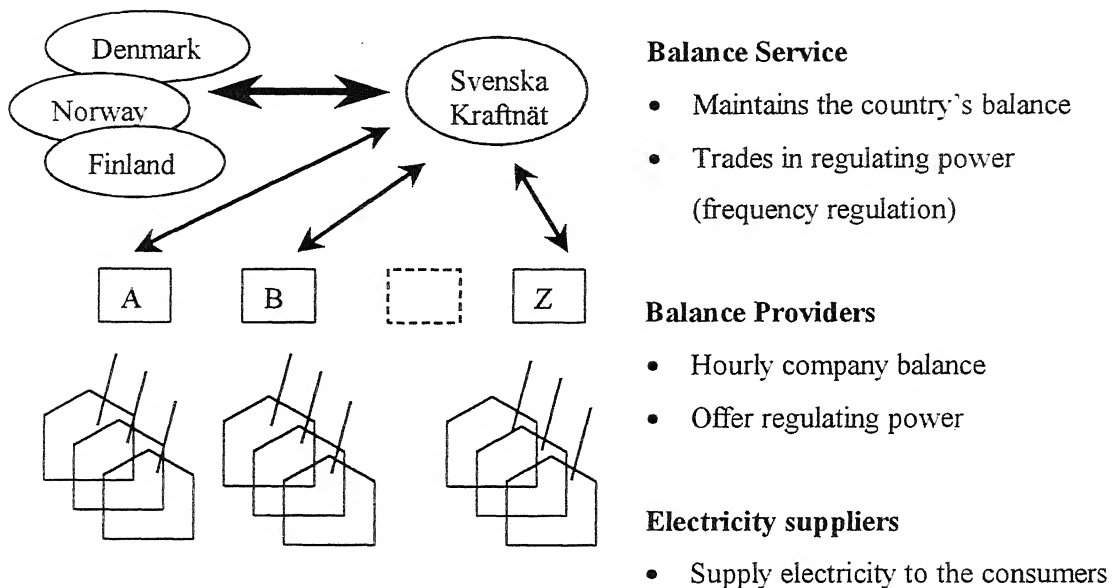 Denmark
Norway
Finland
Svenska
Kraftnät
A
B
Z
Balance Service
• Maintains the country`s balance
• Trades in regulating power
(frequency regulation)
Balance Providers
• Hourly company balance
• Offer regulating power
Electricity suppliers
• Supply electricity to the consumers